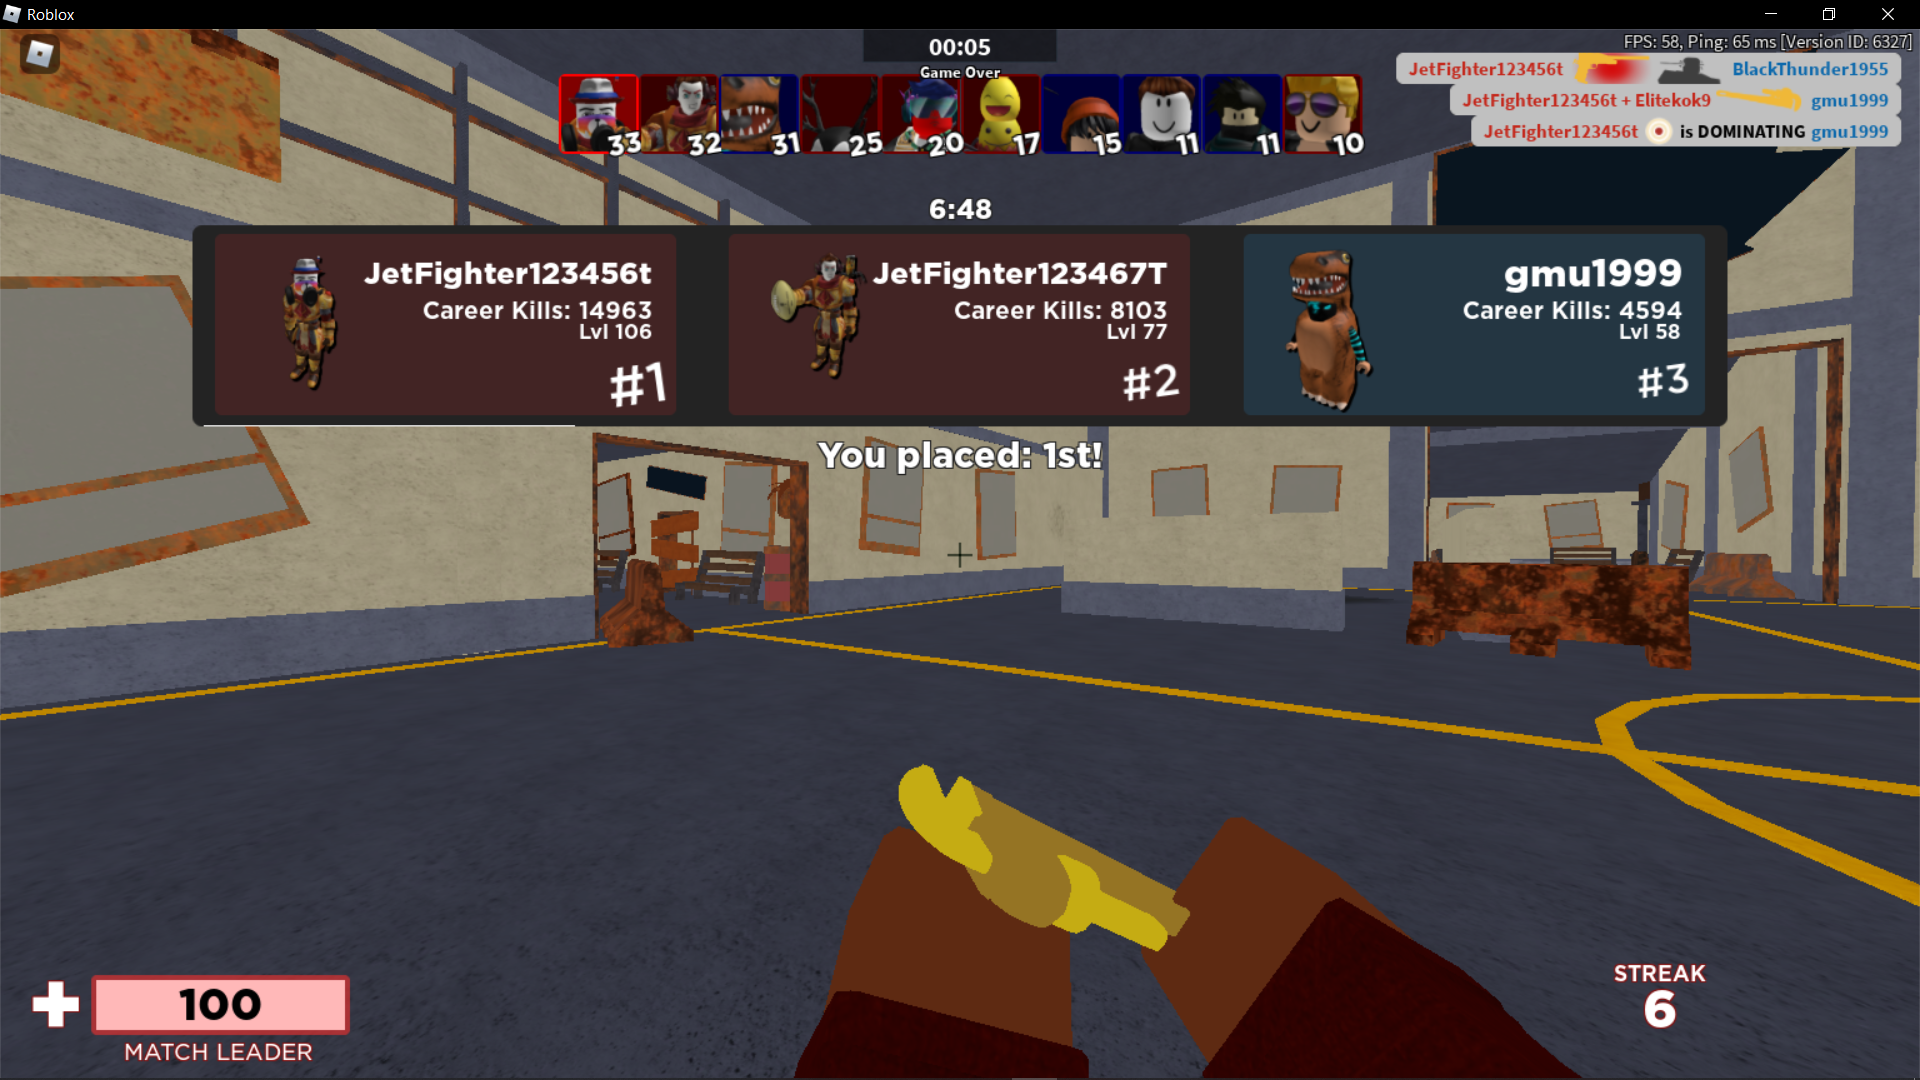 Roblox
FPS: 58, Ping: 65 ms [Version ID: 6327]
00:05
Game Over
33 32 31 25 20 17 15 11 11 10
JetFighter123456t BlackThunder1955
JetFighter123456t + Elitekok9 gmu1999
JetFighter123456t is DOMINATING gmu1999
6:48
JetFighter123456t
Career Kills: 14963
Lvl 106
#1
JetFighter123467T
Career Kills: 8103
Lvl 77
#2
gmu1999
Career Kills: 4594
Lvl 58
#3
You placed: 1st!
100
MATCH LEADER
STREAK
6